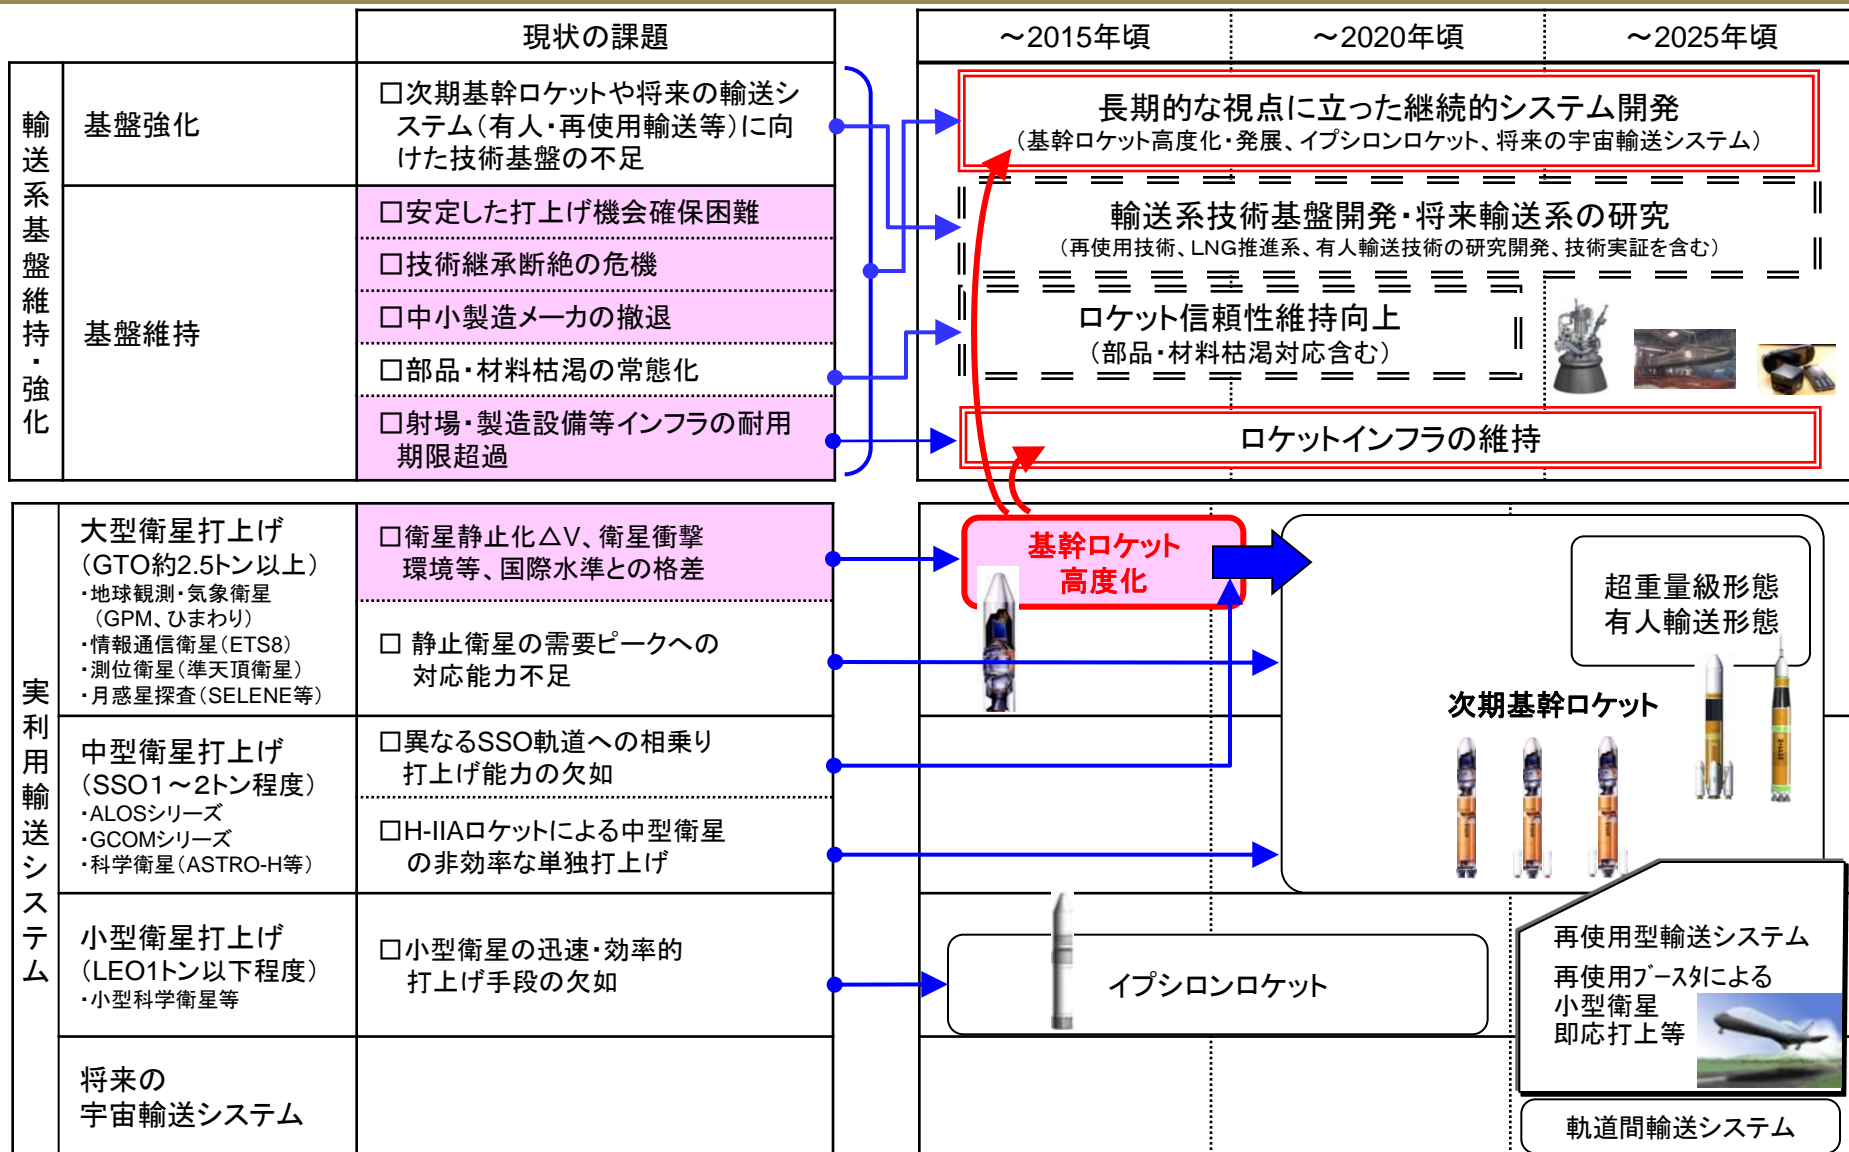 現状の課題
～2015年頃
～2020年頃
～2025年頃
輸送系基盤維持・強化
基盤強化
□次期基幹ロケットや将来の輸送シ
ステム(有人・再使用輸送等)に向
けた技術基盤の不足
基盤維持
□安定した打上げ機会確保困難
□技術継承断絶の危機
□中小製造メーカの撤退
□部品・材料枯渇の常態化
□射場・製造設備等インフラの耐用
期限超過
長期的な視点に立った継続的システム開発
(基幹ロケット高度化・発展、イプシロンロケット、将来の宇宙輸送システム)
輸送系技術基盤開発・将来輸送系の研究
(再使用技術、LNG推進系、有人輸送技術の研究開発、技術実証を含む)
ロケット信頼性維持向上
(部品・材料枯渇対応含む)
ロケットインフラの維持
実利用輸送システム
大型衛星打上げ
(GTO約2.5トン以上)
・地球観測・気象衛星
(GPM、ひまわり)
・情報通信衛星(ETS8)
・測位衛星(準天頂衛星)
・月惑星探査(SELENE等)
□衛星静止化△V、衛星衝撃
環境等、国際水準との格差
□ 静止衛星の需要ピークへの
対応能力不足
基幹ロケット
高度化
超重量級形態
有人輸送形態
次期基幹ロケット
中型衛星打上げ
(SSO1～2トン程度)
・ALOSシリーズ
・GCOMシリーズ
・科学衛星(ASTRO-H等)
□異なるSSO軌道への相乗り
打上げ能力の欠如
□H-IIAロケットによる中型衛星
の非効率な単独打上げ
小型衛星打上げ
(LEO1トン以下程度)
・小型科学衛星等
□小型衛星の迅速・効率的
打上げ手段の欠如
イプシロンロケット
再使用型輸送システム
再使用ﾌﾞｰｽﾀによる
小型衛星
即応打上等
将来の
宇宙輸送システム
軌道間輸送システム